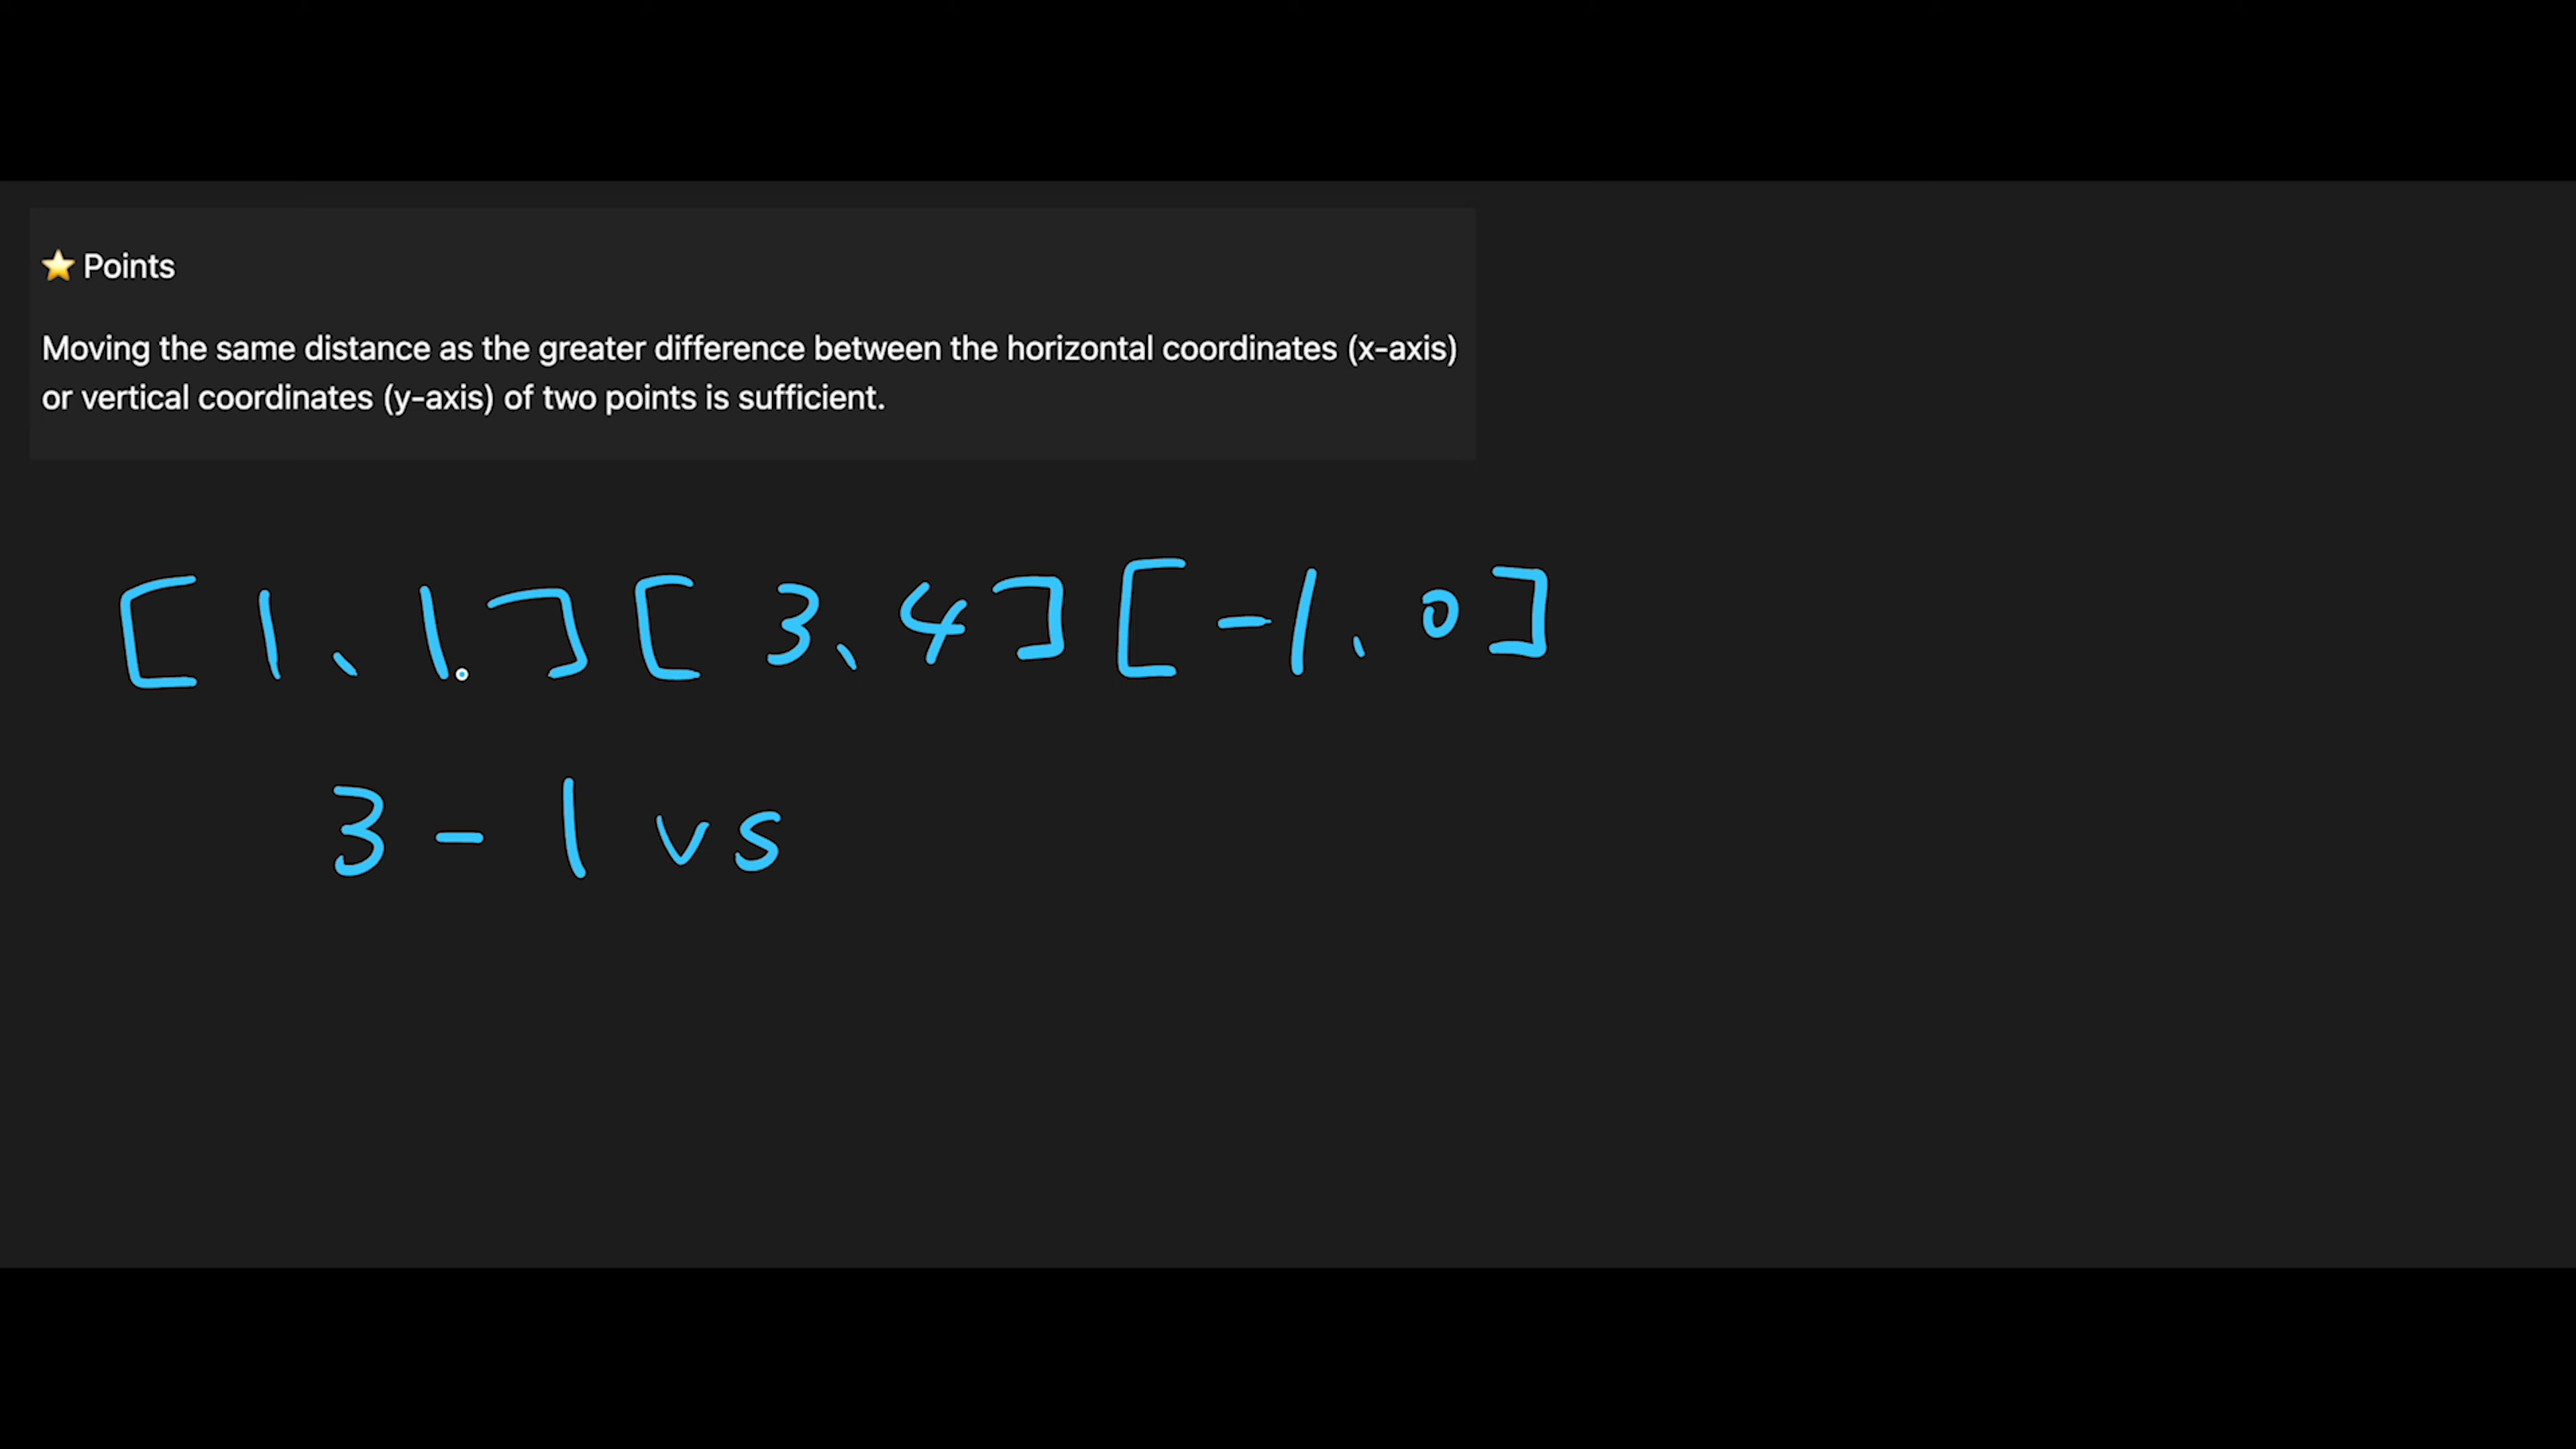 ⭐ Points
Moving the same distance as the greater difference between the horizontal coordinates (x-axis)
or vertical coordinates (y-axis) of two points is sufficient.
[1, 1] [3, 4] [-1, 0]
3 - 1 vs